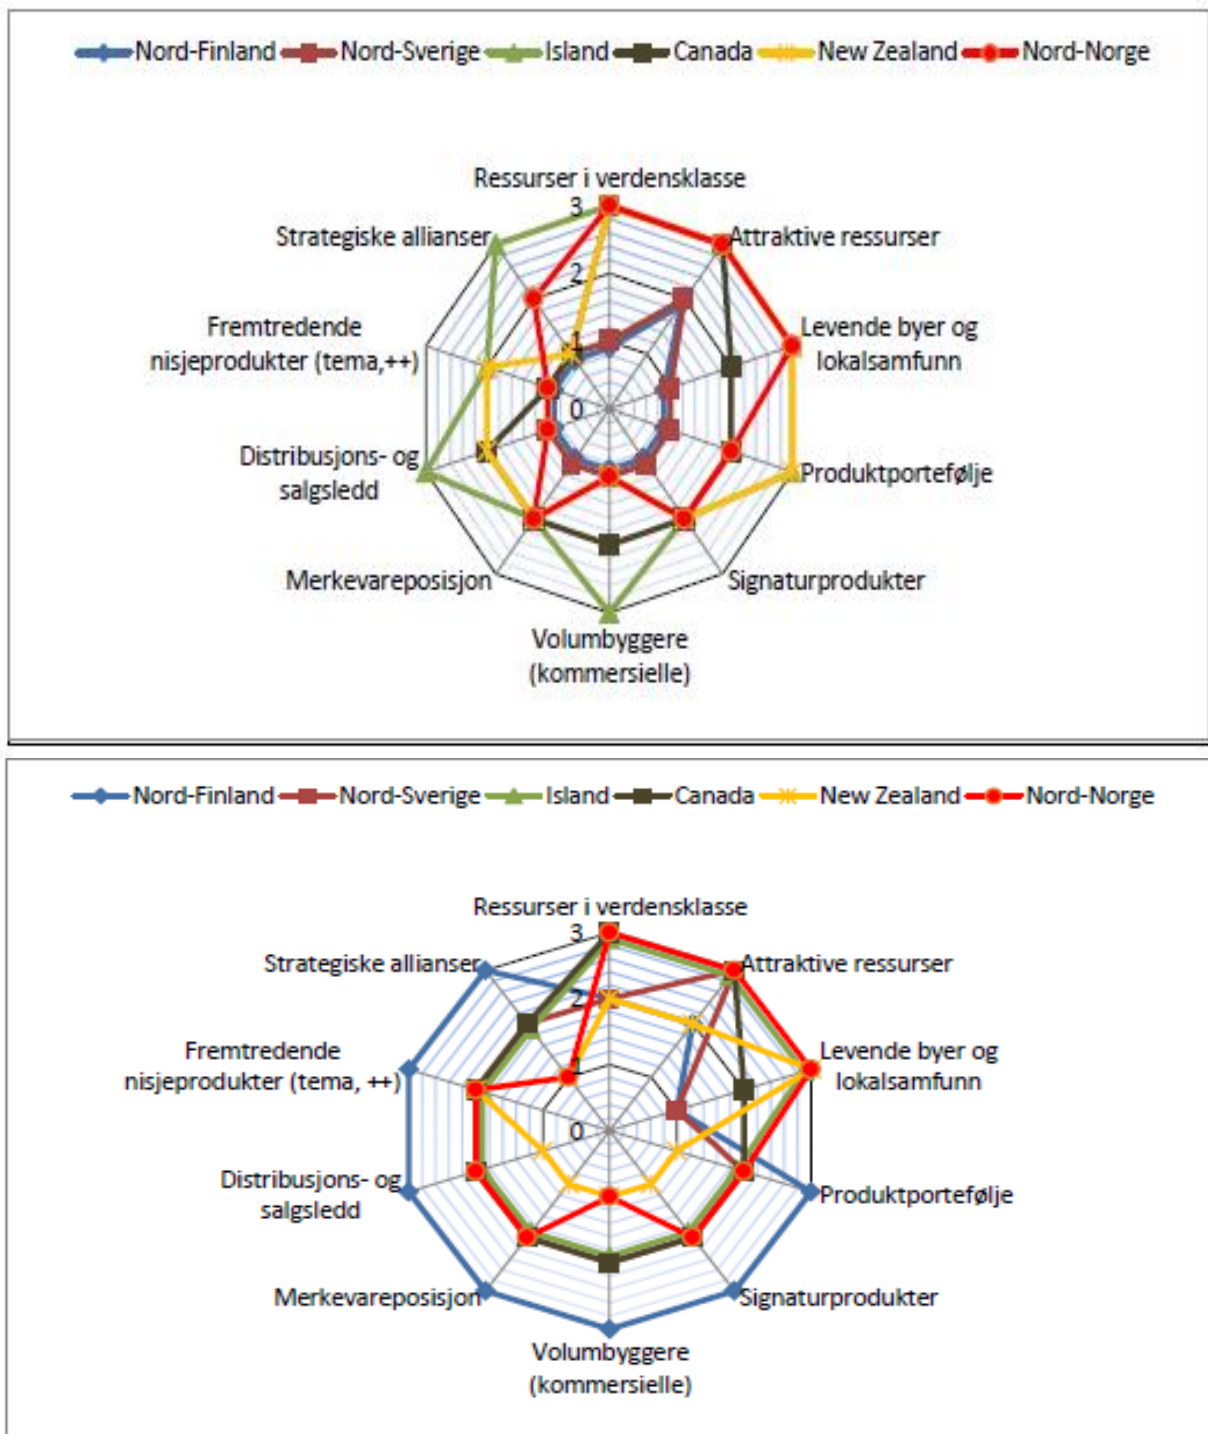 Nord-Finland Nord-Sverige Island Canada New Zealand Nord-Norge
Ressurser i verdensklasse
3
Strategiske allianser
Attraktive ressurser
2
Fremtredende
nisjeprodukter (tema,++)
Levende byer og
lokalsamfunn
1
0
Distribusjons- og
salgsledd
Produktportefølje
Merkevareposisjon
Signaturprodukter
Volumbyggere
(kommersielle)
Nord-Finland Nord-Sverige Island Canada New Zealand Nord-Norge
Ressurser i verdensklasse
3
Strategiske allianser
Attraktive ressurser
2
Fremtredende
nisjeprodukter (tema, ++)
Levende byer og
lokalsamfunn
1
0
Distribusjons- og
salgsledd
Produktportefølje
Merkevareposisjon
Signaturprodukter
Volumbyggere
(kommersielle)